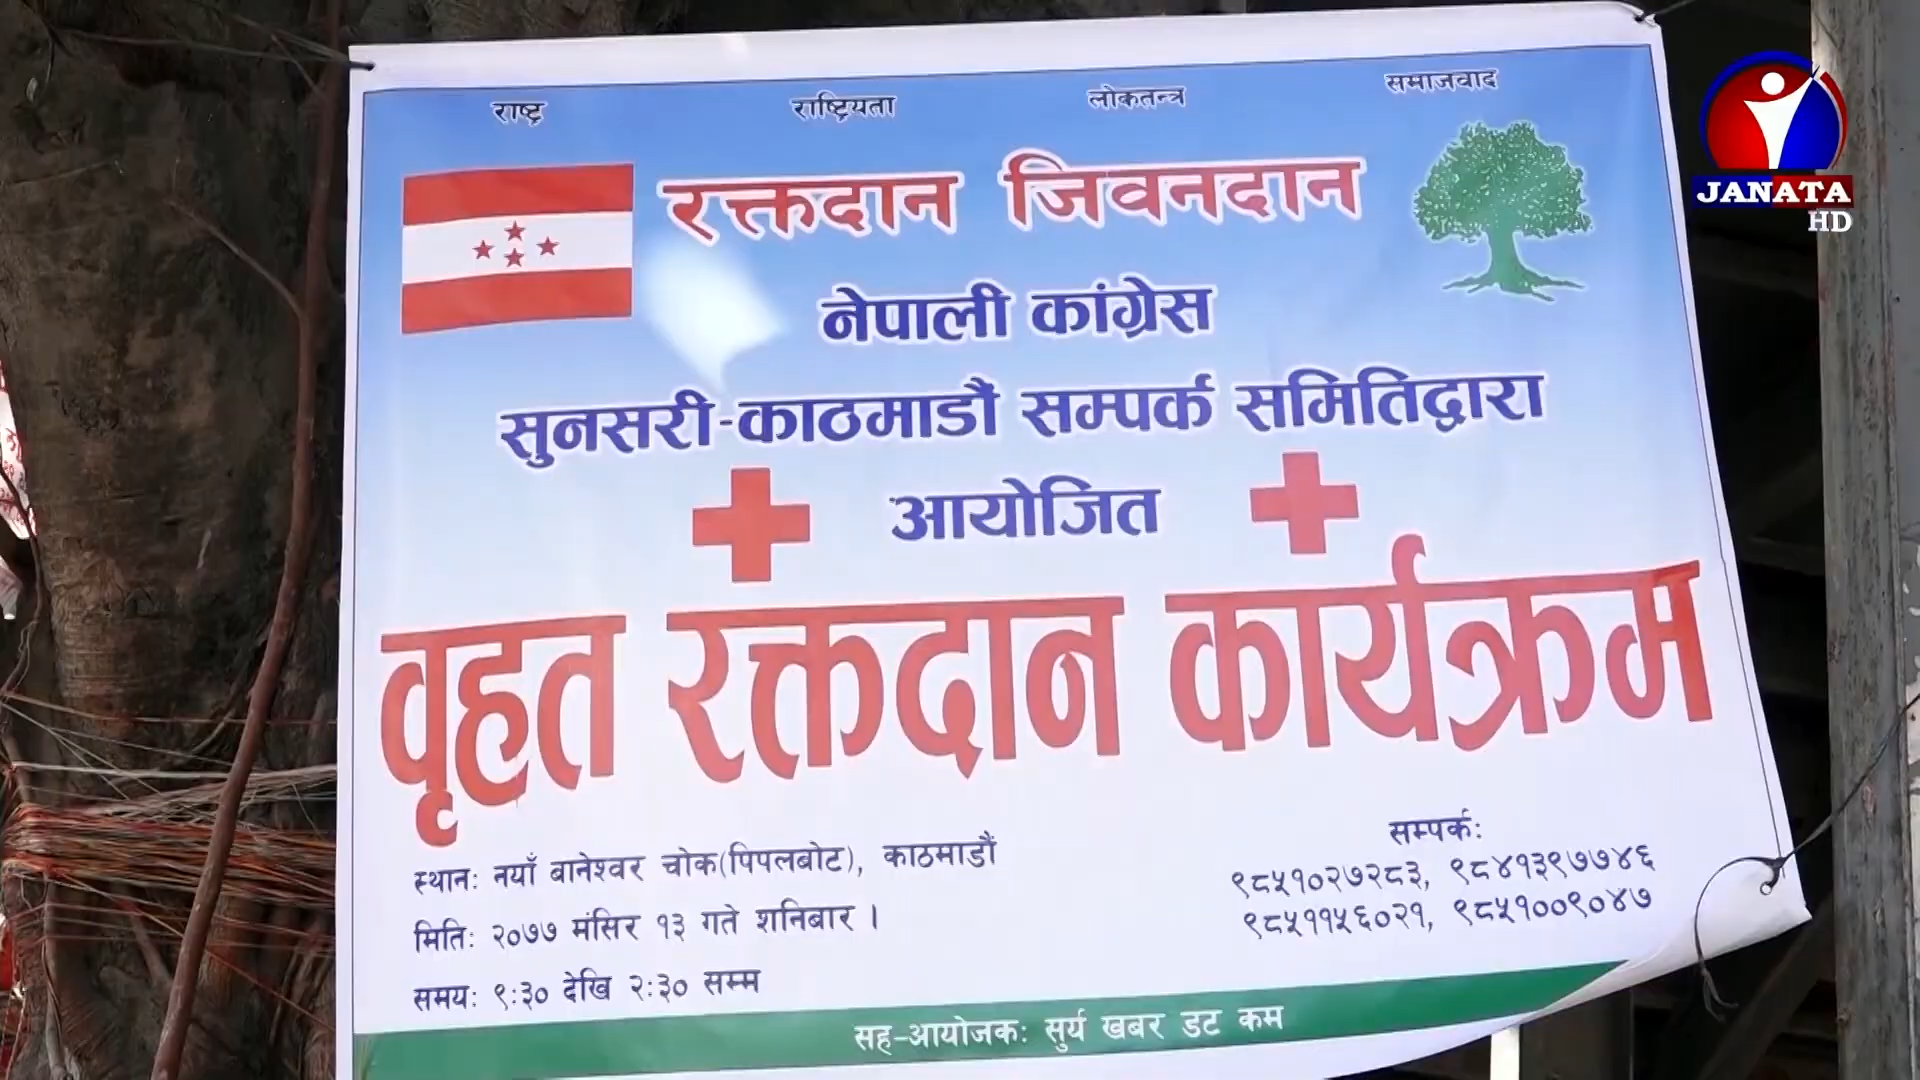 राष्ट्र राष्ट्रियता लोकतन्त्र समाजवाद
रक्तदान जिवनदान
नेपाली कांग्रेस
सुनसरी-काठमाडौं सम्पर्क समितिद्वारा
आयोजित
वृहत रक्तदान कार्यक्रम
स्थान: नयाँ बानेश्वर चोक(पिपलबोट), काठमाडौं
मिति: २०७७ मंसिर १३ गते शनिबार ।
समय: ९:३० देखि २:३० सम्म
सम्पर्क:
९८५१०२७२८३, ९८४१३९७७४६
९८५११५६०२१, ९८५१००९०४७
सह-आयोजक: सुर्य खबर डट कम
JANATA
HD